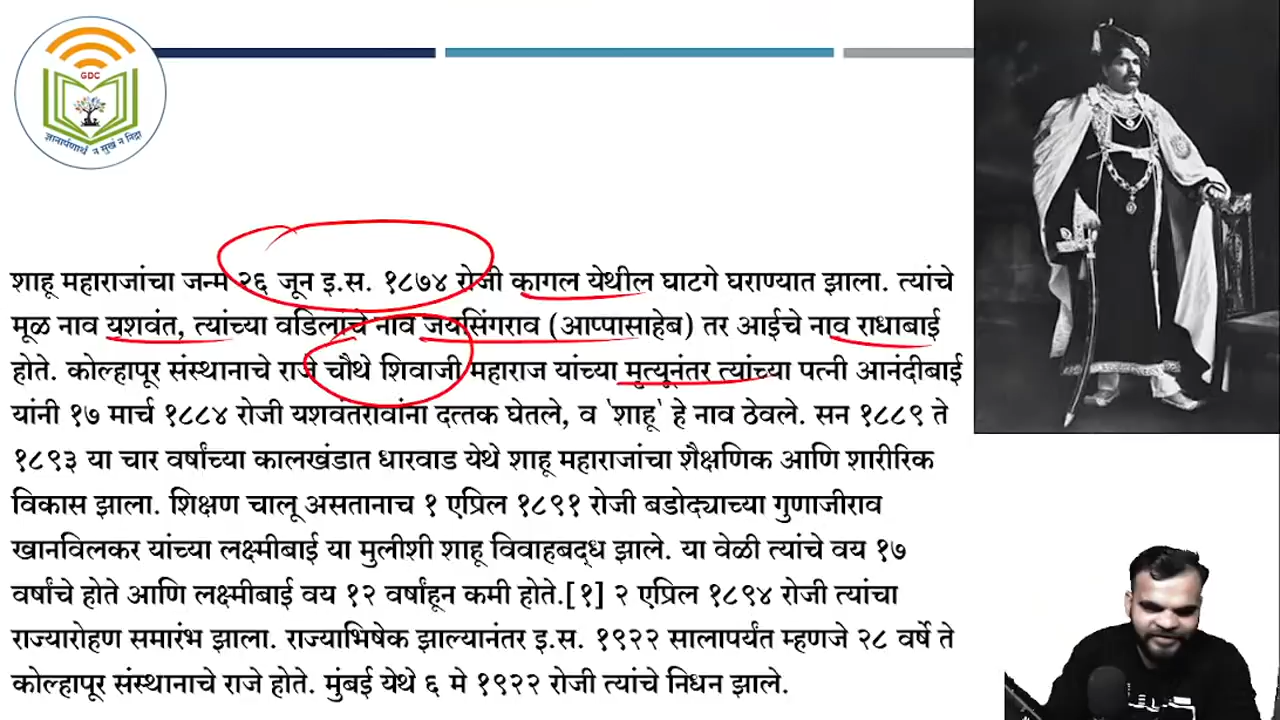 GDC
ज्ञानार्पणार्थं न सुखं न निद्रा
शाहू महाराजांचा जन्म २६ जून इ.स. १८७४ रोजी कागल येथील घाटगे घराण्यात झाला. त्यांचे
मूळ नाव यशवंत, त्यांच्या वडिलाचे नाव जयसिंगराव (आप्पासाहेब) तर आईचे नाव राधाबाई
होते. कोल्हापूर संस्थानाचे राजे चौथे शिवाजी महाराज यांच्या मृत्यूनंतर त्यांच्या पत्नी आनंदीबाई
यांनी १७ मार्च १८८४ रोजी यशवंतरावांना दत्तक घेतले, व 'शाहू' हे नाव ठेवले. सन १८८९ ते
१८९३ या चार वर्षांच्या कालखंडात धारवाड येथे शाहू महाराजांचा शैक्षणिक आणि शारीरिक
विकास झाला. शिक्षण चालू असतानाच १ एप्रिल १८९१ रोजी बडोद्याच्या गुणाजीराव
खानविलकर यांच्या लक्ष्मीबाई या मुलीशी शाहू विवाहबद्ध झाले. या वेळी त्यांचे वय १७
वर्षांचे होते आणि लक्ष्मीबाई वय १२ वर्षांहून कमी होते.[१] २ एप्रिल १८९४ रोजी त्यांचा
राज्यारोहण समारंभ झाला. राज्याभिषेक झाल्यानंतर इ.स. १९२२ सालापर्यंत म्हणजे २८ वर्षे ते
कोल्हापूर संस्थानाचे राजे होते. मुंबई येथे ६ मे १९२२ रोजी त्यांचे निधन झाले.